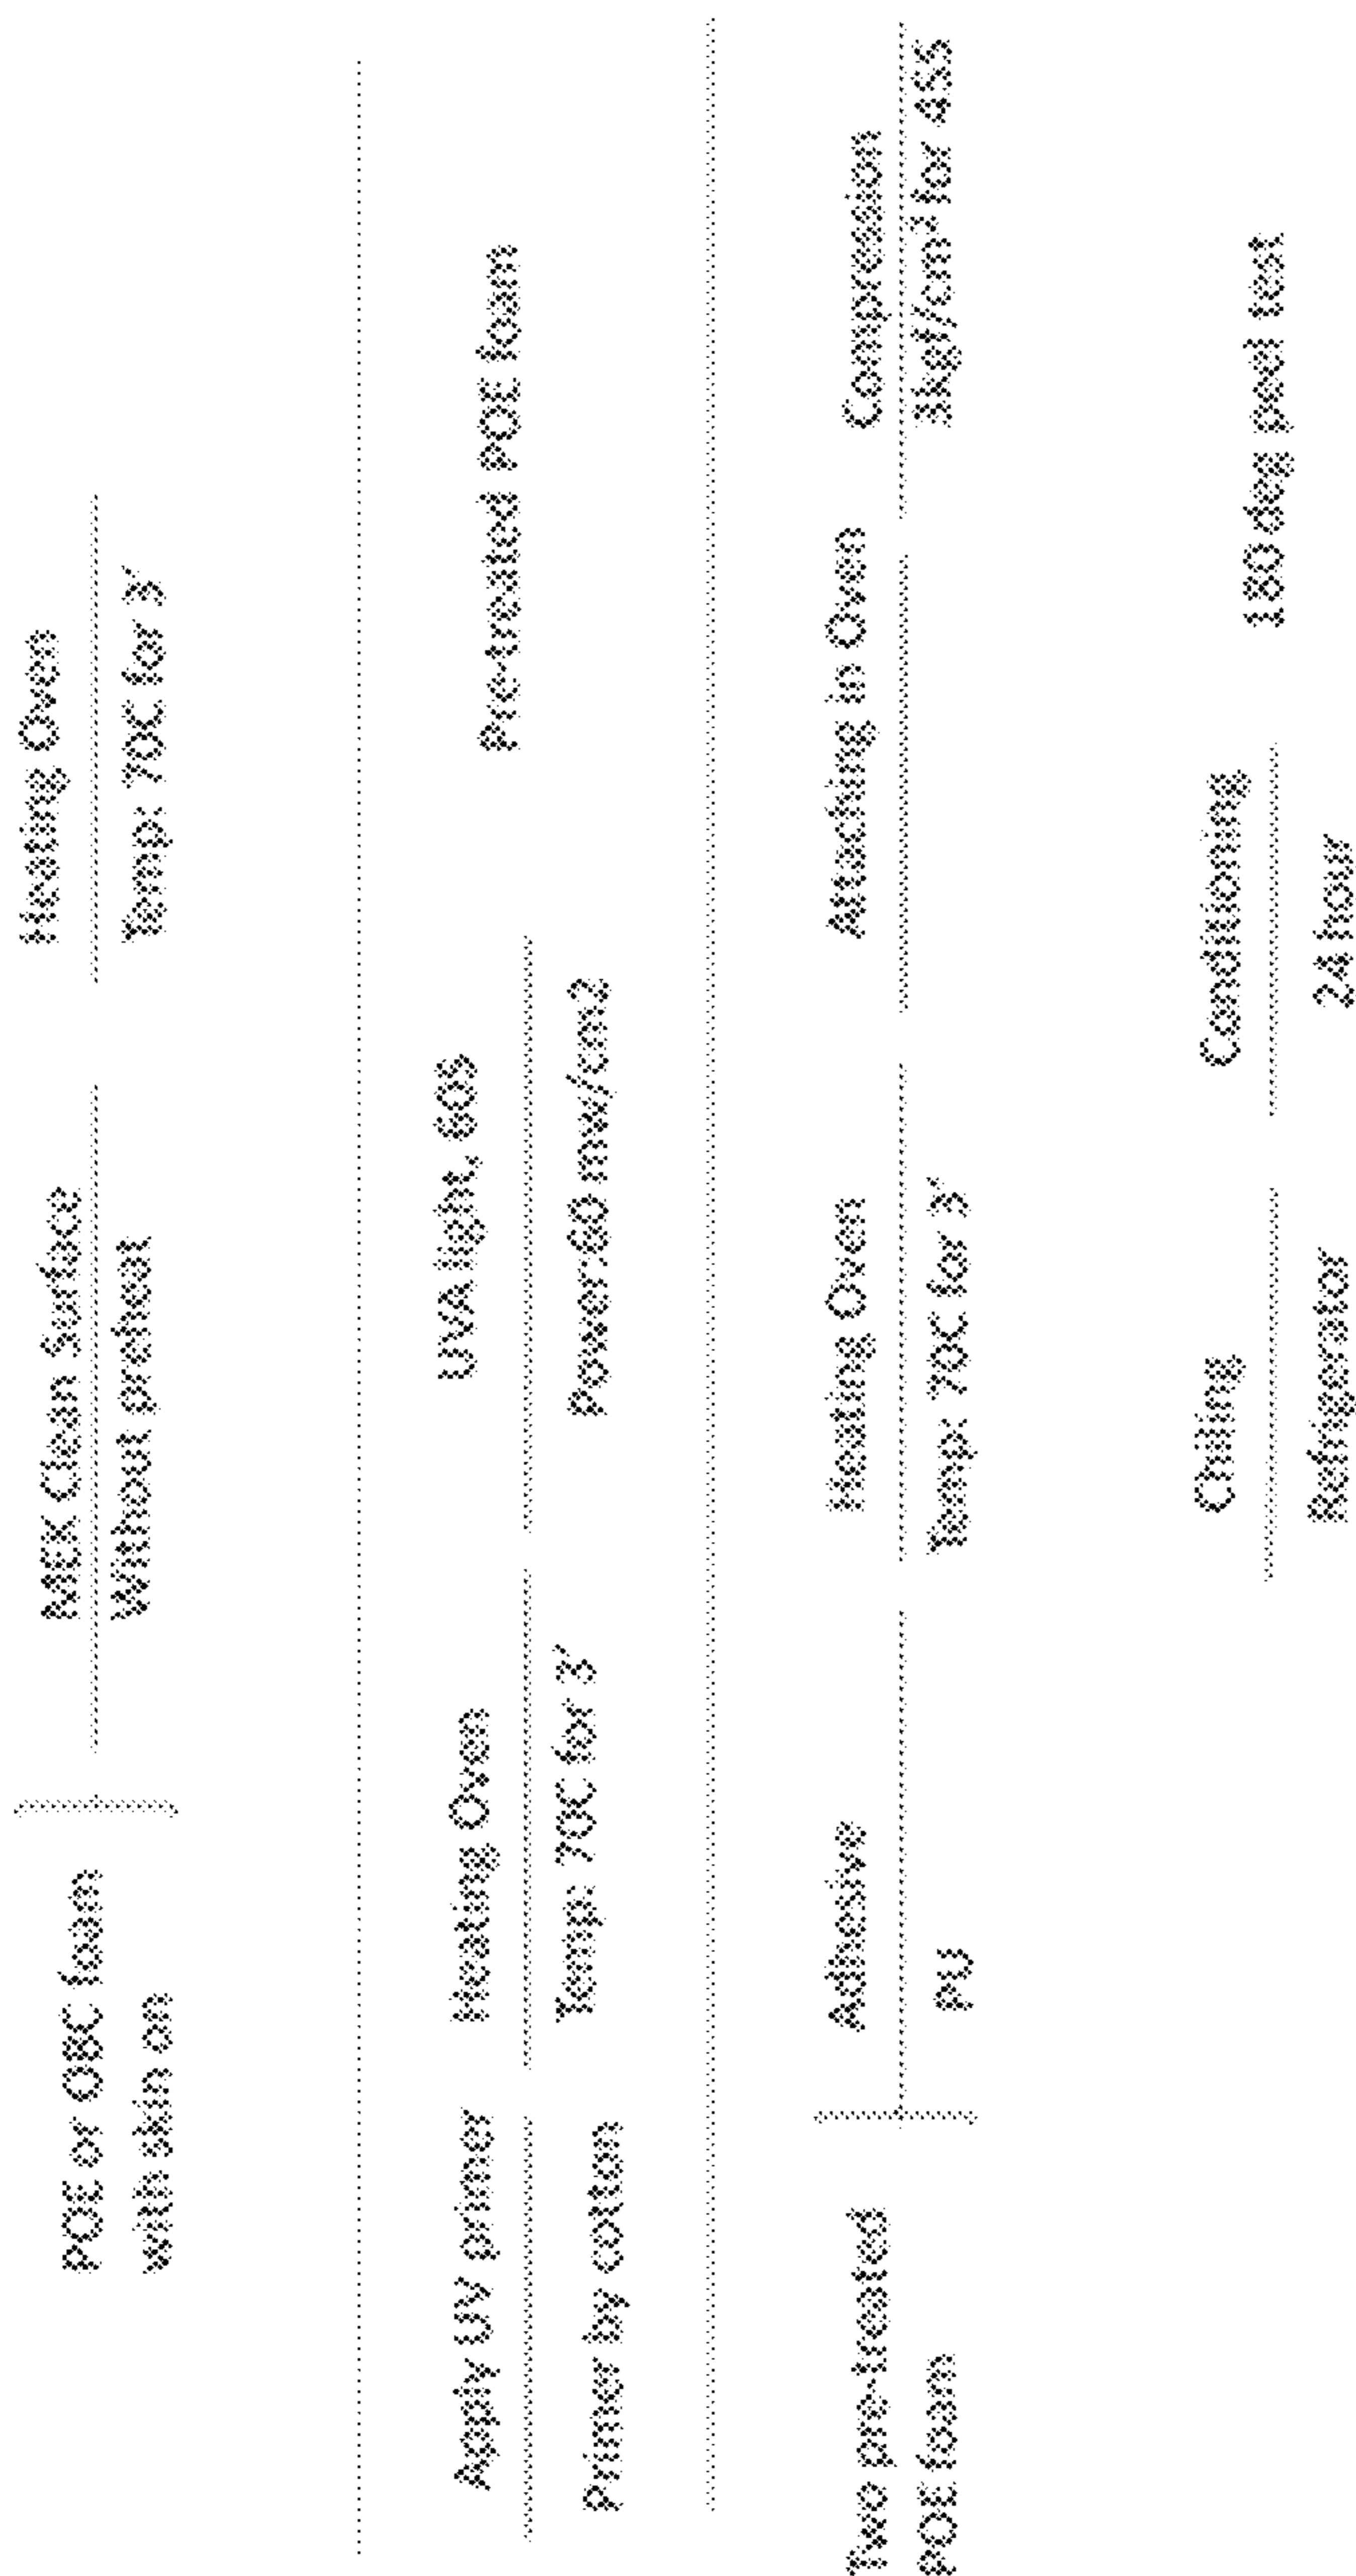 POE or OBC foam
with skin on
MEK Clean Surface
Without preheat
Heating Oven
Temp: 70C for 3'
Apply UV primer
Primer by cotton
Heating Oven
Temp: 70C for 3'
UVA light, 60S
Power:80 mw/cm2
Pre-treated POE foam
Two pre-treated
POE foam
Adhesive
PU
Heating Oven
Temp: 70C for 3'
Attaching in Oven
Compression
3kgf/cm³ for 45S
Chiling
Refrigerator
Conditioning
24 hour
180 deg peel test